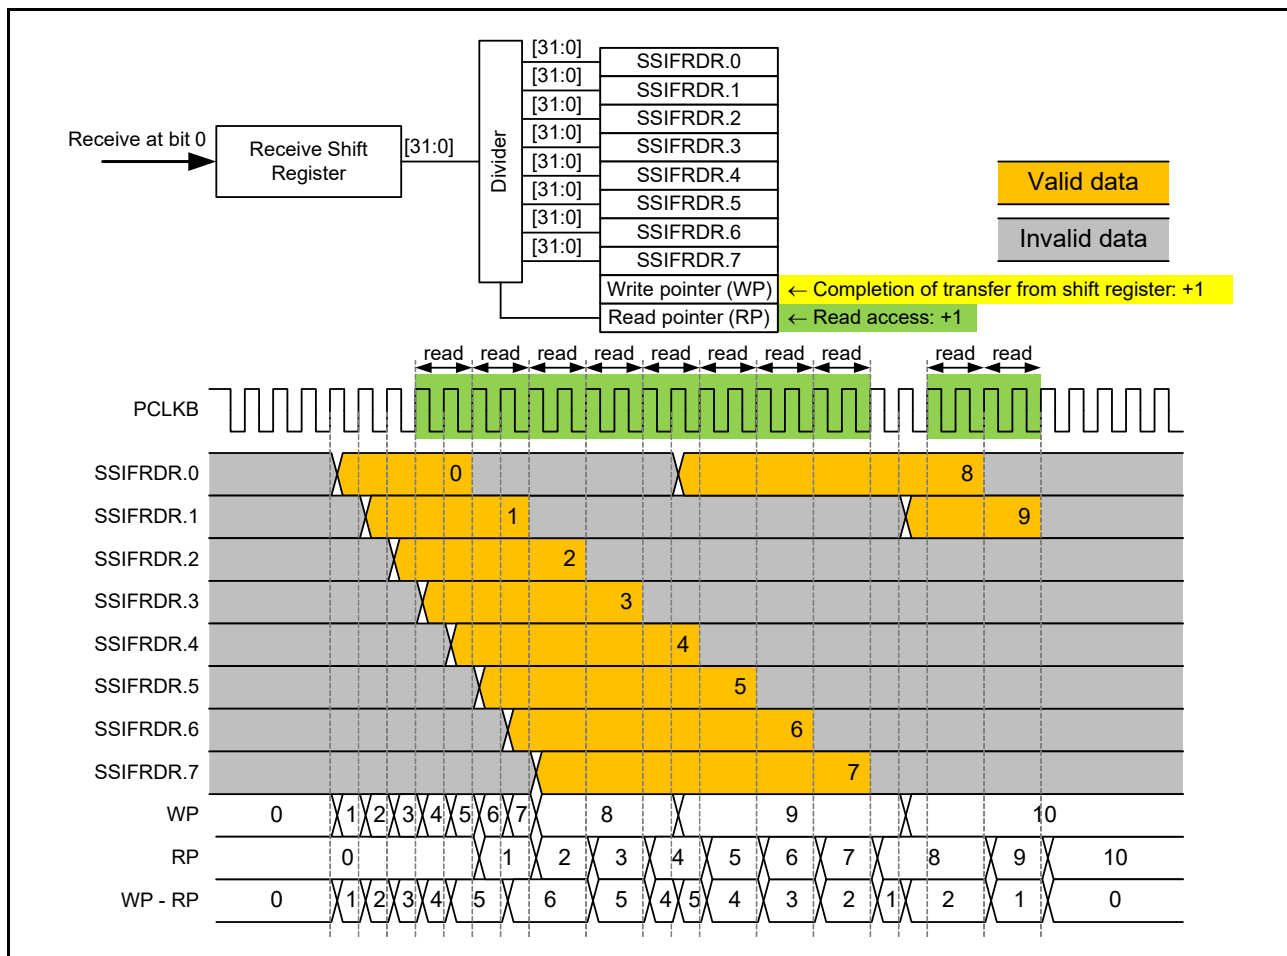 [31:0]
SSIFRDR.0
[31:0]
SSIFRDR.1
[31:0]
SSIFRDR.2
[31:0]
SSIFRDR.3
[31:0]
SSIFRDR.4
[31:0]
SSIFRDR.5
[31:0]
SSIFRDR.6
[31:0]
SSIFRDR.7
Receive at bit 0
Receive Shift
Register
[31:0]
Divider
Write pointer (WP)
← Completion of transfer from shift register: +1
Read pointer (RP)
← Read access: +1
Valid data
Invalid data
read read read read read read read read read read
PCLKB
SSIFRDR.0 0 8
SSIFRDR.1 1 9
SSIFRDR.2 2
SSIFRDR.3 3
SSIFRDR.4 4
SSIFRDR.5 5
SSIFRDR.6 6
SSIFRDR.7 7
WP 0 1 2 3 4 5 6 7 8 9 10
RP 0 1 2 3 4 5 6 7 8 9 10
WP - RP 0 1 2 3 4 5 6 5 4 5 4 3 2 1 2 1 0